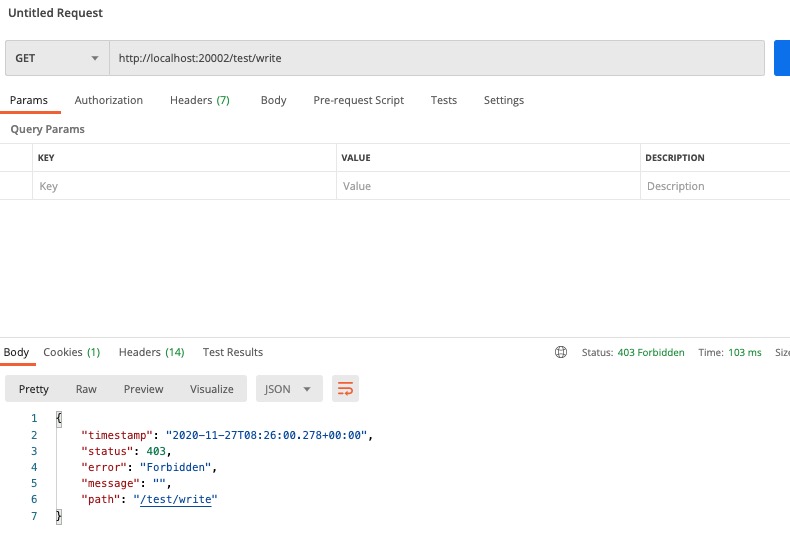 Untitled Request
GET http://localhost:20002/test/write
Params Authorization Headers (7) Body Pre-request Script Tests Settings
Query Params
KEY VALUE DESCRIPTION
Key Value Description
Body Cookies (1) Headers (14) Test Results Status: 403 Forbidden Time: 103 ms Size
Pretty Raw Preview Visualize JSON
1 {
2 "timestamp": "2020-11-27T08:26:00.278+00:00",
3 "status": 403,
4 "error": "Forbidden",
5 "message": "",
6 "path": "/test/write"
7 }